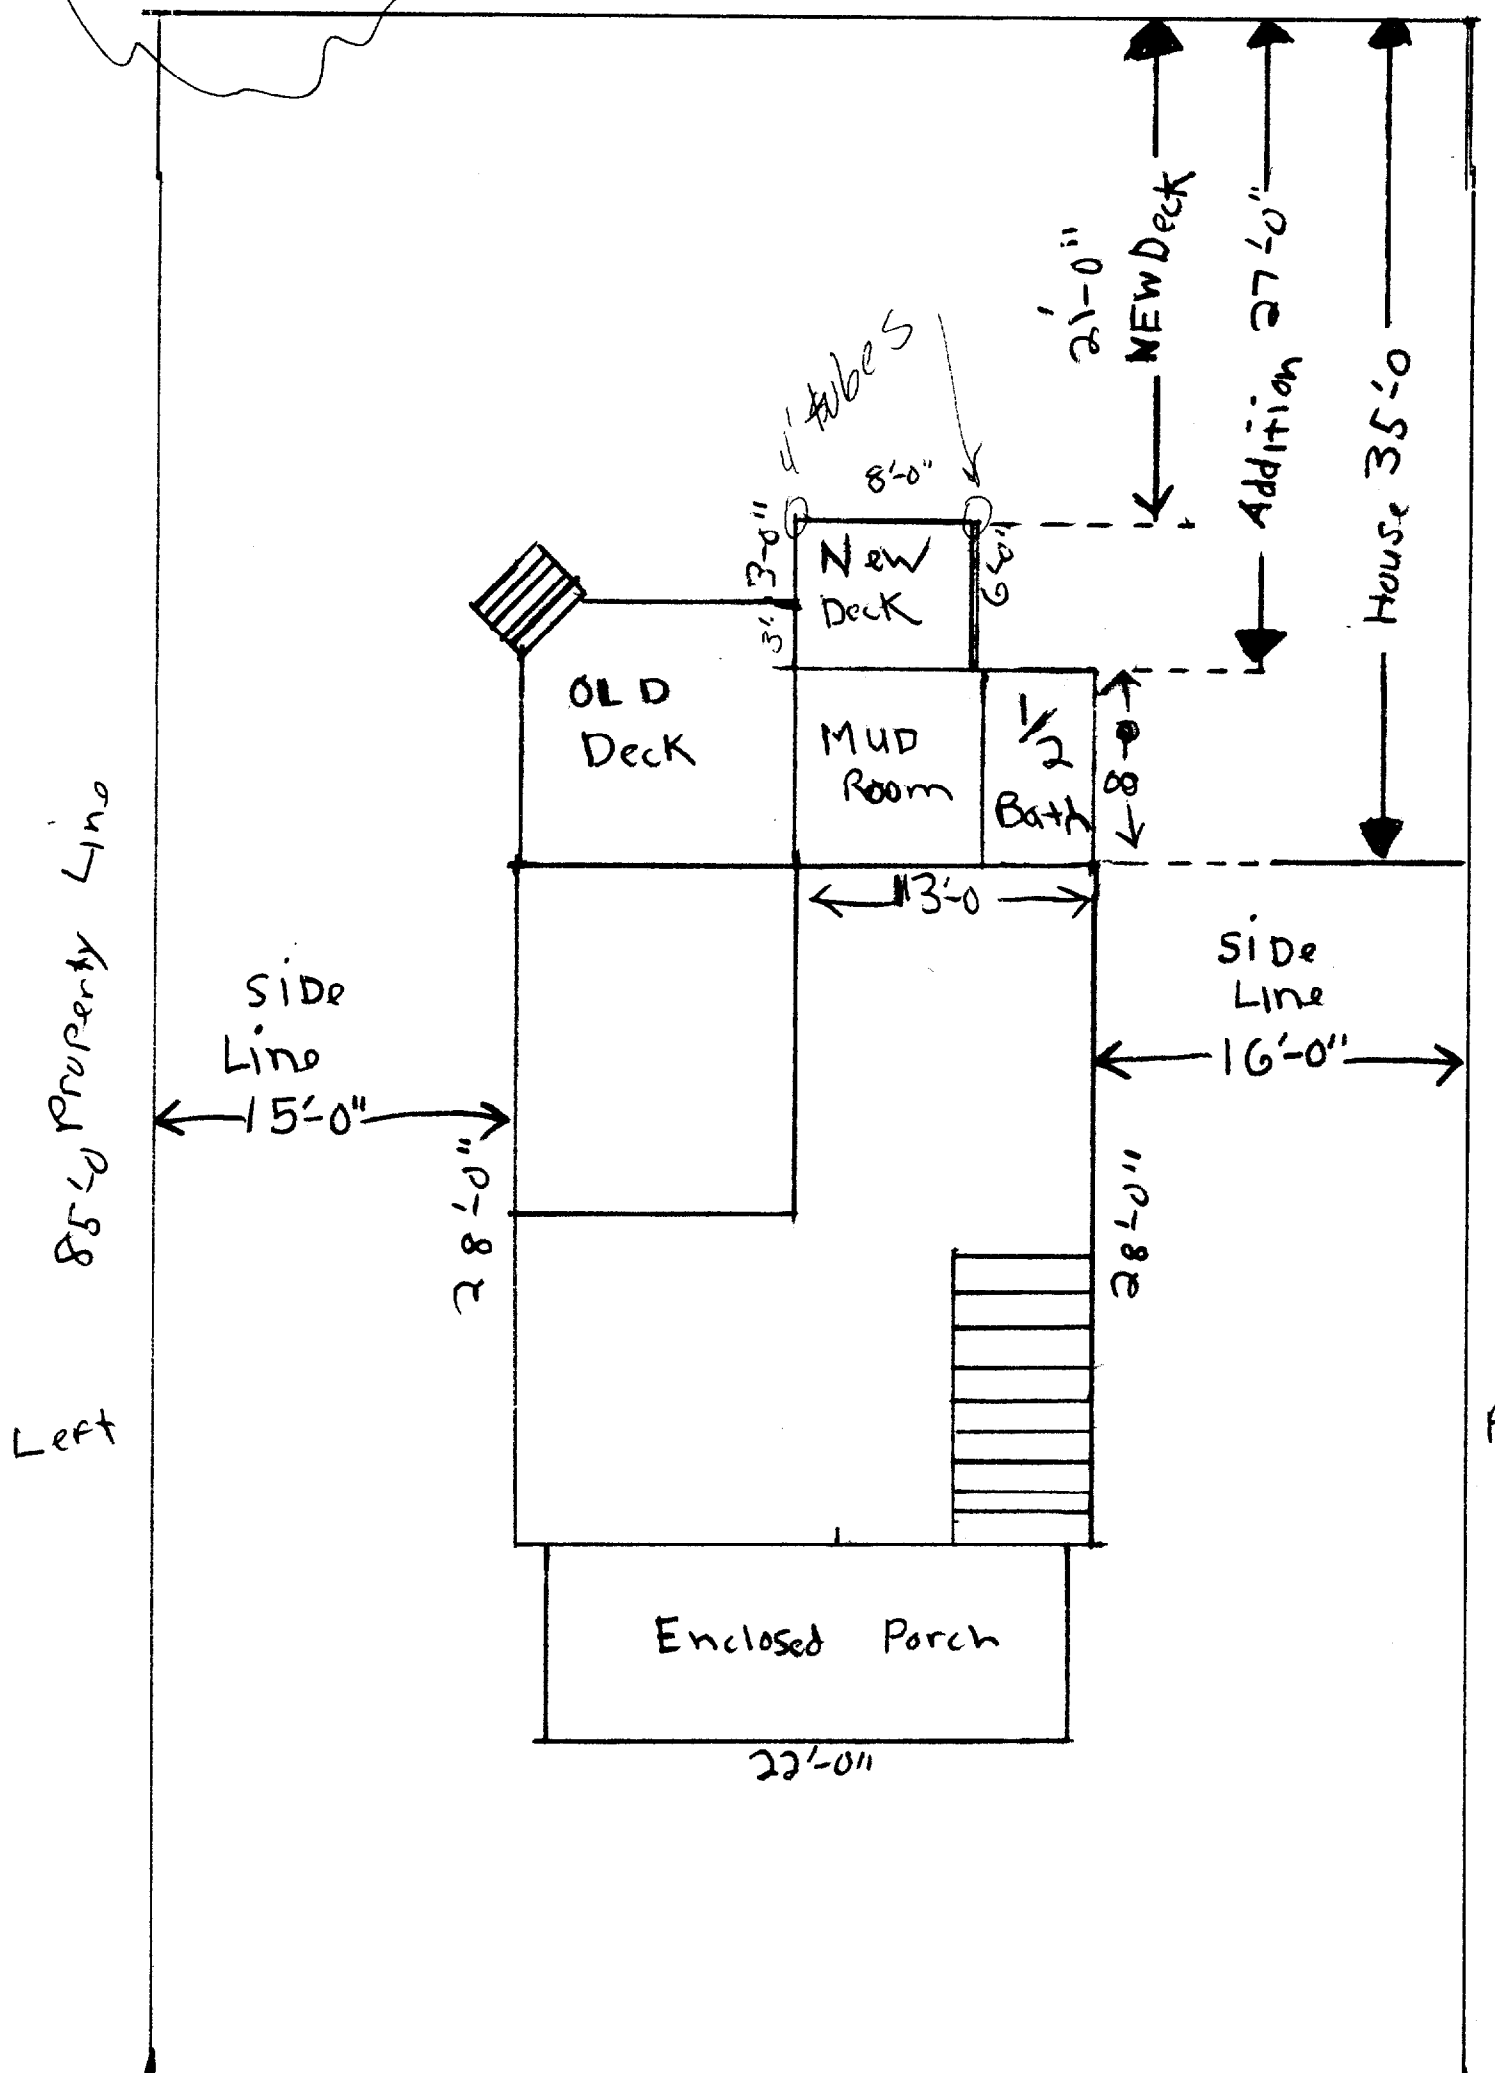 21'-0"
NEW Deck
Addition 27'-0"
House 35'-0
4' tubes
8'-0"
3'-0"
3'
6'-0"
New
Deck
OLD
Deck
MUD
Room
1/2
Bath
8-0
13'-0
85'-0 Property Line
SiDe
Line
15'-0"
SiDe
Line
16'-0"
28'-0"
28'-0"
Left
Enclosed Porch
22'-0"